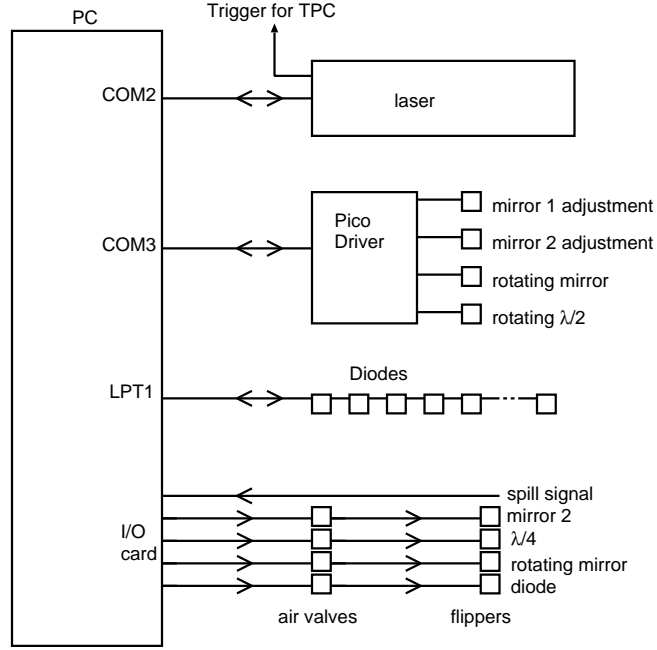 PC
Trigger for TPC
COM2
laser
COM3
Pico
Driver
mirror 1 adjustment
mirror 2 adjustment
rotating mirror
rotating λ/2
LPT1
Diodes
I/O
card
spill signal
mirror 2
λ/4
rotating mirror
diode
air valves
flippers